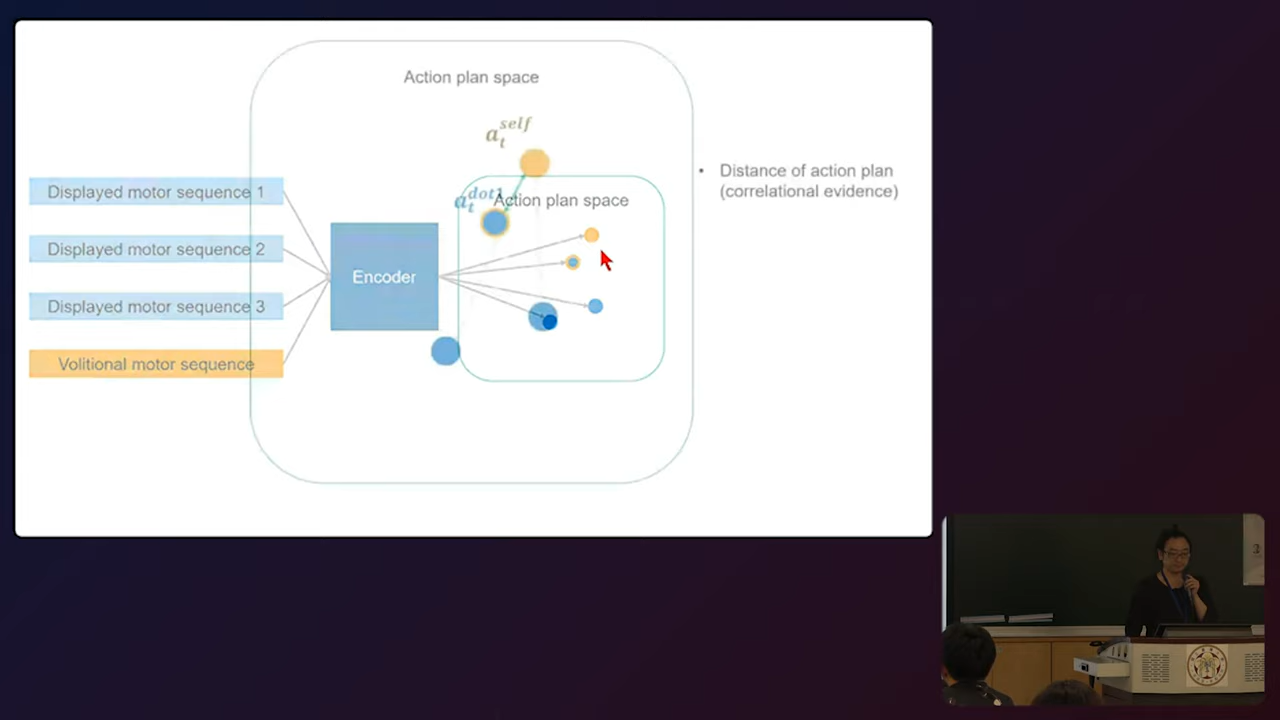 Action plan space
a_t^self
a_t^dot1
Action plan space
Displayed motor sequence 1
Displayed motor sequence 2
Displayed motor sequence 3
Volitional motor sequence
Encoder
• Distance of action plan
(correlational evidence)